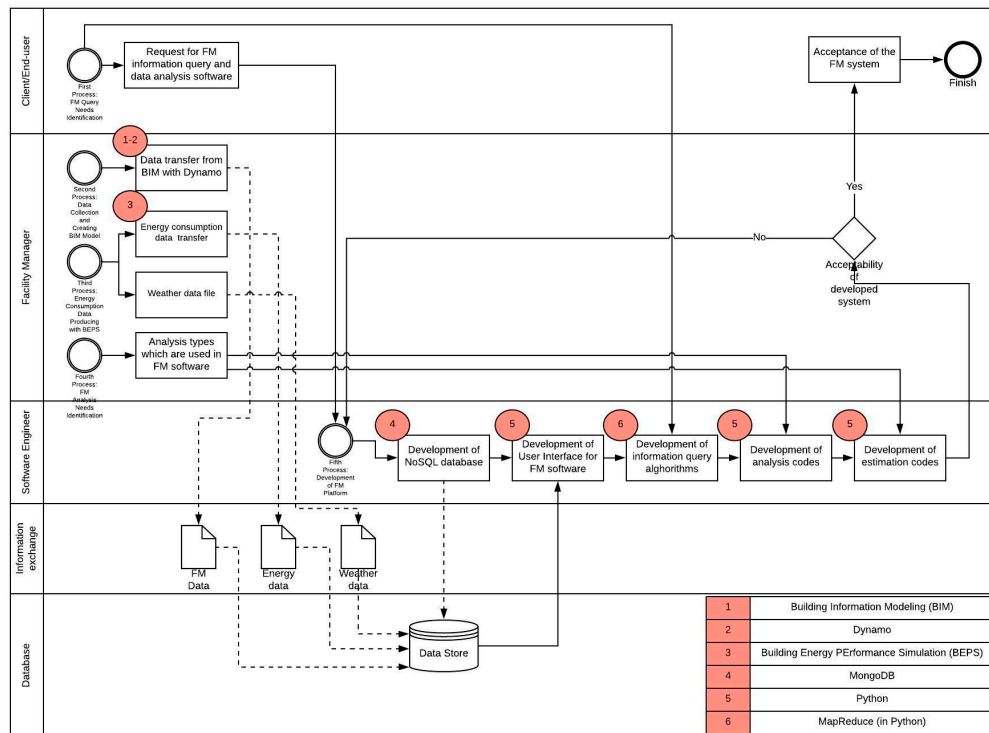 Client/End-user
First
Process:
FM Query
Needs
Identification
Request for FM
information query and
data analysis software
Acceptance of the
FM system
Finish
Facility Manager
1-2
Data transfer from
BIM with Dynamo
Second
Process: Data
Collection
and
Creating
BIM Model
3
Energy consumption
data transfer
Weather data file
Third
Process: Energy
Consumption
Data
Producing
with BEPS
Analysis types
which are used in
FM software
Fourth
Process: FM
Analysis
Needs
Identification
Yes
No
Acceptability
of
developed
system
Software Engineer
Fifth
Process:
Development
of FM
Platform
4
Development of
NoSQL database
5
Development of
User Interface for
FM software
6
Development of
information query
alghorithms
5
Development of
analysis codes
5
Development of
estimation codes
Information
exchange
FM
Data
Energy
data
Weather
data
Database
Data Store
1 Building Information Modeling (BIM)
2 Dynamo
3 Building Energy PErformance Simulation (BEPS)
4 MongoDB
5 Python
6 MapReduce (in Python)